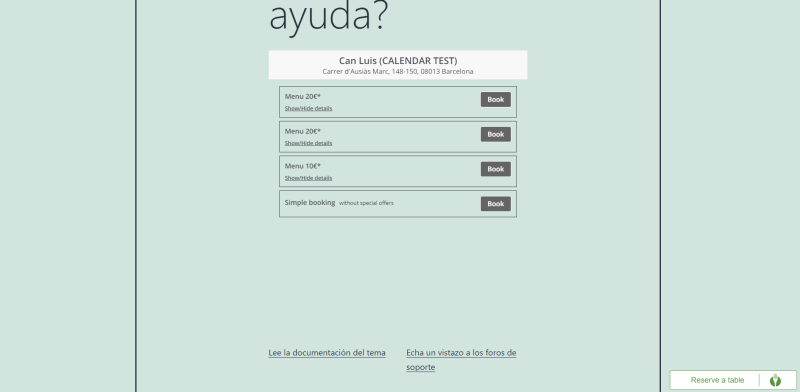 ayuda?
Can Luis (CALENDAR TEST)
Carrer d'Ausiàs Marc, 148-150, 08013 Barcelona
Menu 20€*
Book
Show/Hide details
Menu 20€*
Book
Show/Hide details
Menu 10€*
Book
Show/Hide details
Simple booking without special offers
Book
Lee la documentación del tema
Echa un vistazo a los foros de
soporte
Reserve a table